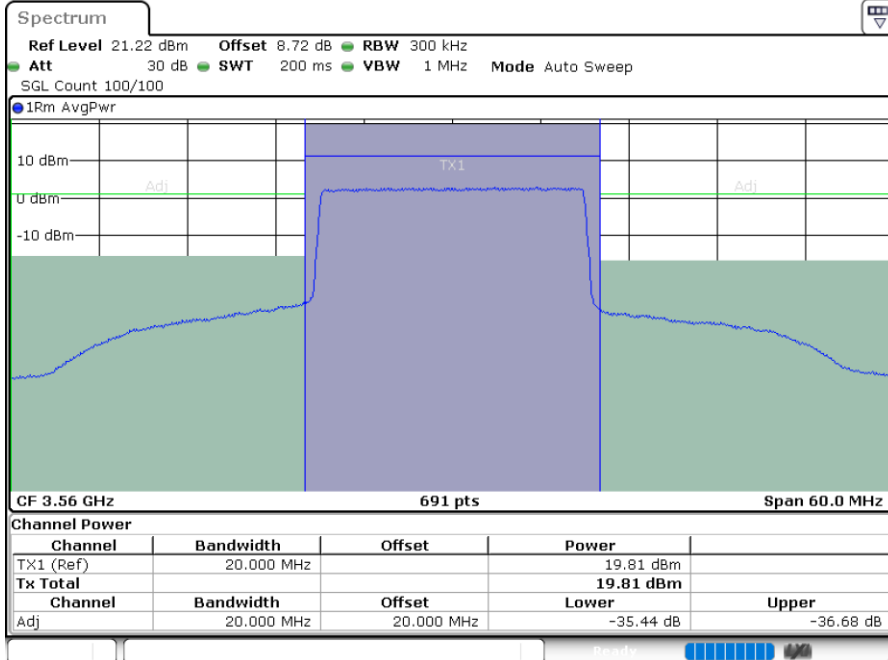 Spectrum
Ref Level 21.22 dBm Offset 8.72 dB RBW 300 kHz
Att 30 dB SWT 200 ms VBW 1 MHz Mode Auto Sweep
SGL Count 100/100
1Rm AvgPwr
10 dBm
TX1
Adj Adj
0 dBm
-10 dBm
CF 3.56 GHz 691 pts Span 60.0 MHz
Channel Power
Channel Bandwidth Offset Power
TX1 (Ref) 20.000 MHz 19.81 dBm
Tx Total 19.81 dBm
Channel Bandwidth Offset Lower Upper
Adj 20.000 MHz 20.000 MHz -35.44 dB -36.68 dB
Ready